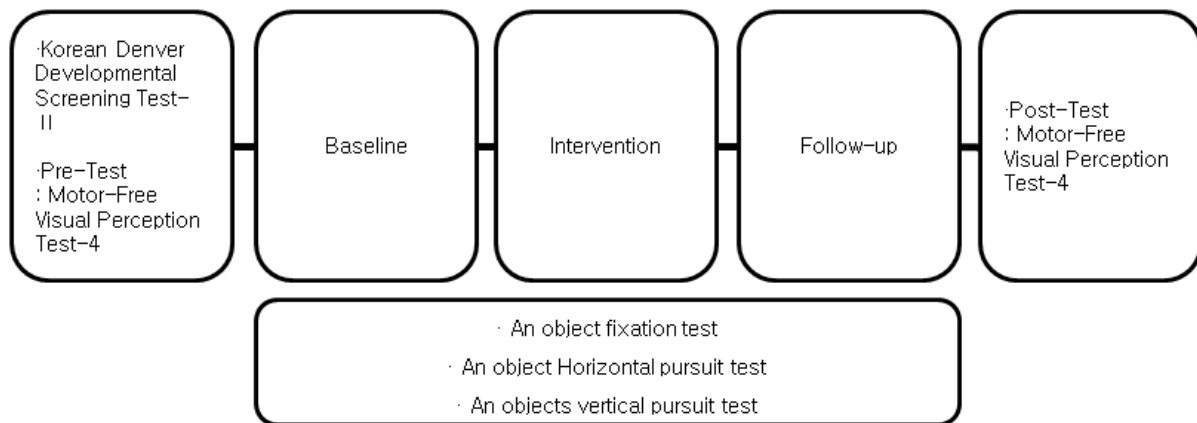 ·Korean Denver
Developmental
Screening Test-
II
·Pre-Test
: Motor-Free
Visual Perception
Test-4
Baseline
Intervention
Follow-up
·Post-Test
: Motor-Free
Visual Perception
Test-4
· An object fixation test
· An object Horizontal pursuit test
· An objects vertical pursuit test